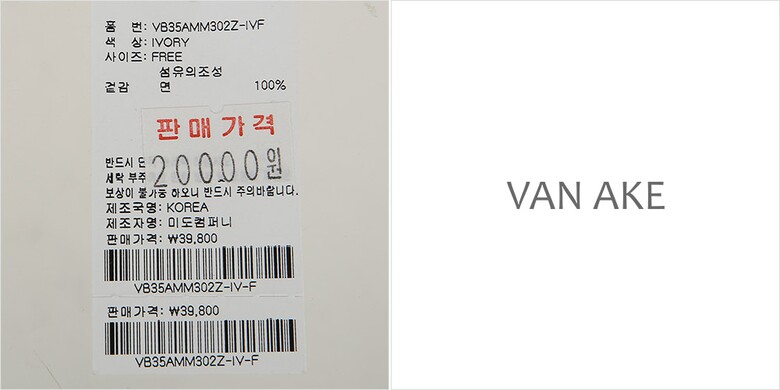 품 번: VB35AMM302Z-IVF
색 상: IVORY
사이즈: FREE
섬유의조성
겉감 면 100%
판매가격
20000원
반드시 단
세탁 부주
보상이 불가능 하오니 반드시 주의바랍니다.
제조국명: KOREA
제조자명: 미도컴퍼니
판매가격: ₩39,800
VB35AMM302Z-IV-F
판매가격: ₩39,800
VB35AMM302Z-IV-F
VAN AKE